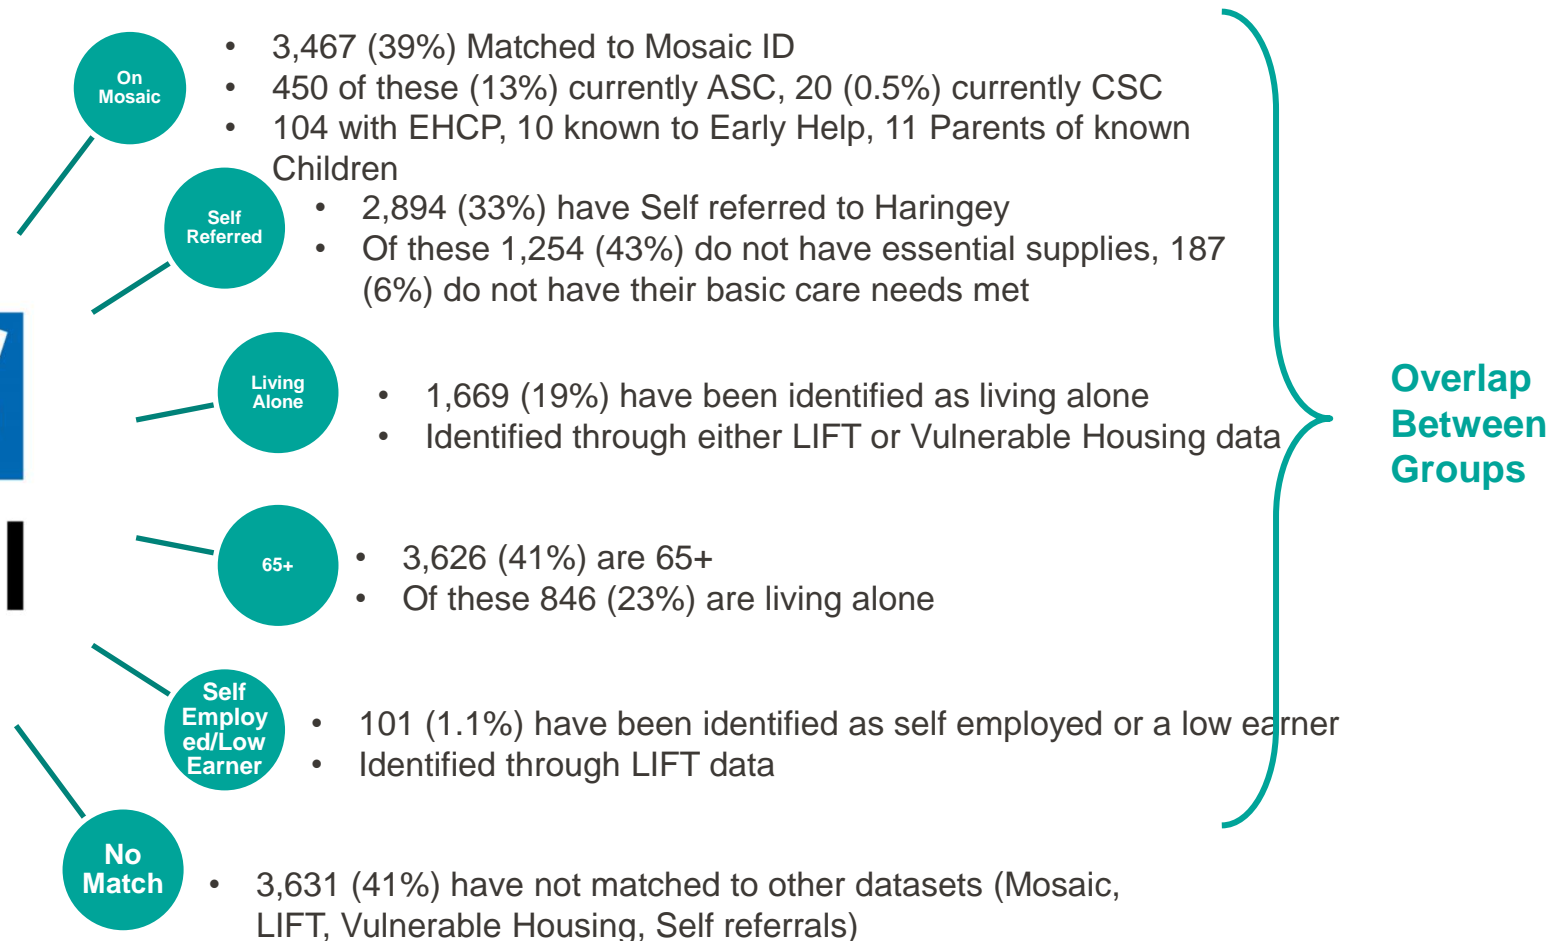 On
Mosaic
• 3,467 (39%) Matched to Mosaic ID
• 450 of these (13%) currently ASC, 20 (0.5%) currently CSC
• 104 with EHCP, 10 known to Early Help, 11 Parents of known
Children
Self
Referred
• 2,894 (33%) have Self referred to Haringey
• Of these 1,254 (43%) do not have essential supplies, 187
(6%) do not have their basic care needs met
Living
Alone
• 1,669 (19%) have been identified as living alone
• Identified through either LIFT or Vulnerable Housing data
65+
• 3,626 (41%) are 65+
• Of these 846 (23%) are living alone
Self
Employ
ed/Low
Earner
• 101 (1.1%) have been identified as self employed or a low earner
• Identified through LIFT data
No
Match
• 3,631 (41%) have not matched to other datasets (Mosaic,
LIFT, Vulnerable Housing, Self referrals)
Overlap
Between
Groups